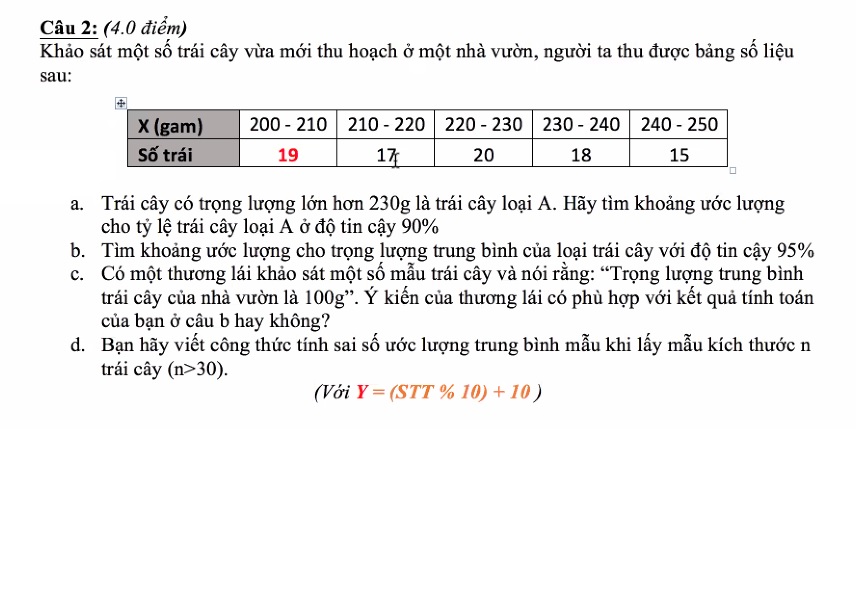 Câu 2: (4.0 điểm)
Khảo sát một số trái cây vừa mới thu hoạch ở một nhà vườn, người ta thu được bảng số liệu
sau:
X (gam) 200 - 210 210 - 220 220 - 230 230 - 240 240 - 250
Số trái 19 17 20 18 15
a. Trái cây có trọng lượng lớn hơn 230g là trái cây loại A. Hãy tìm khoảng ước lượng
cho tỷ lệ trái cây loại A ở độ tin cậy 90%
b. Tìm khoảng ước lượng cho trọng lượng trung bình của loại trái cây với độ tin cậy 95%
c. Có một thương lái khảo sát một số mẫu trái cây và nói rằng: “Trọng lượng trung bình
trái cây của nhà vườn là 100g”. Ý kiến của thương lái có phù hợp với kết quả tính toán
của bạn ở câu b hay không?
d. Bạn hãy viết công thức tính sai số ước lượng trung bình mẫu khi lấy mẫu kích thước n
trái cây (n>30).
(Với Y = (STT % 10) + 10 )